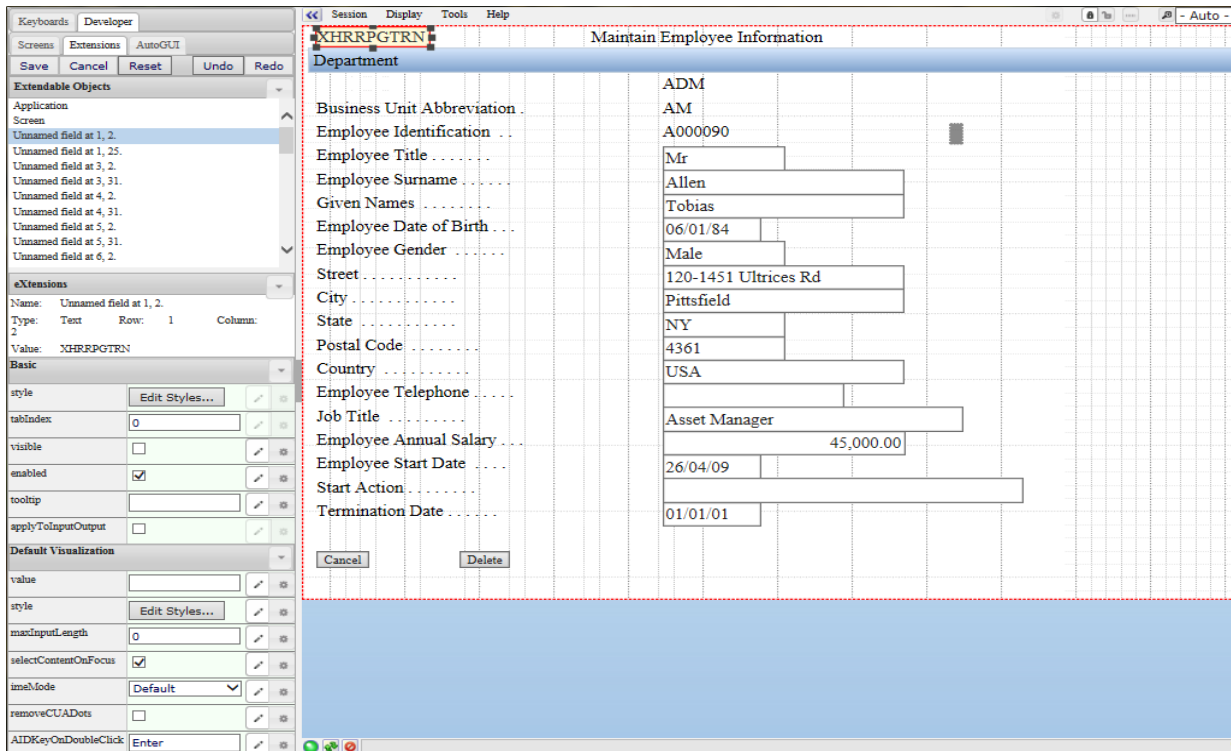 Keyboards Developer
Screens Extensions AutoGUI
Save Cancel Reset Undo Redo
Extendable Objects
Application
Screen
Unnamed field at 1, 2.
Unnamed field at 1, 25.
Unnamed field at 3, 2.
Unnamed field at 3, 31.
Unnamed field at 4, 2.
Unnamed field at 4, 31.
Unnamed field at 5, 2.
Unnamed field at 5, 31.
Unnamed field at 6, 2.
eXtensions
Name: Unnamed field at 1, 2.
Type: Text Row: 1 Column:
2
Value: XHRRPGTRN
Basic
style Edit Styles...
tabIndex 0
visible
enabled
tooltip
applyToInputOutput
Default Visualization
value
style Edit Styles...
maxInputLength 0
selectContentOnFocus
imeMode Default
removeCUADots
AIDKeyOnDoubleClick Enter
Session Display Tools Help
- Auto -
XHRRPGTRN Maintain Employee Information
Department
ADM
Business Unit Abbreviation . AM
Employee Identification . . A000090
Employee Title . . . . . . . Mr
Employee Surname . . . . . . Allen
Given Names . . . . . . . . Tobias
Employee Date of Birth . . . 06/01/84
Employee Gender . . . . . . Male
Street . . . . . . . . . . . 120-1451 Ultrices Rd
City . . . . . . . . . . . . Pittsfield
State . . . . . . . . . . . NY
Postal Code . . . . . . . . 4361
Country . . . . . . . . . . USA
Employee Telephone . . . . .
Job Title . . . . . . . . . Asset Manager
Employee Annual Salary . . . 45,000.00
Employee Start Date . . . . 26/04/09
Start Action . . . . . . . .
Termination Date . . . . . . 01/01/01
Cancel Delete